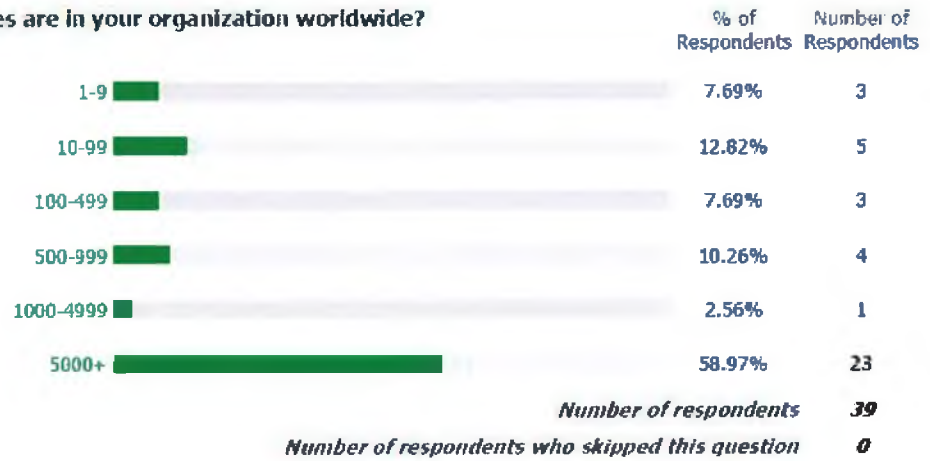 es are in your organization worldwide?
% of Respondents
Number of Respondents
1-9 7.69% 3
10-99 12.82% 5
100-499 7.69% 3
500-999 10.26% 4
1000-4999 2.56% 1
5000+ 58.97% 23
Number of respondents 39
Number of respondents who skipped this question 0